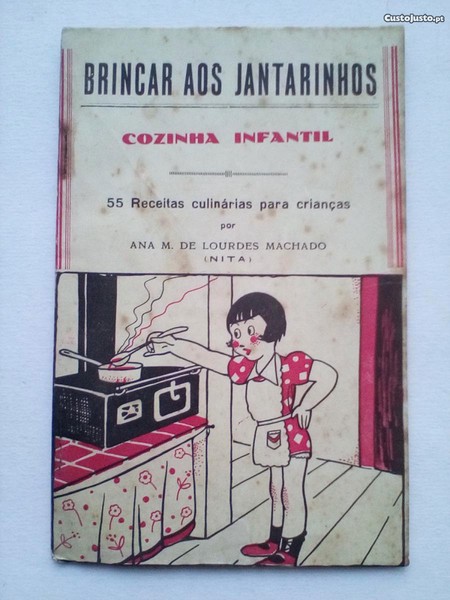 CustoJusto.pt
BRINCAR AOS JANTARINHOS
COZINHA INFANTIL
55 Receitas culinárias para crianças
por
ANA M. DE LOURDES MACHADO
(NITA)